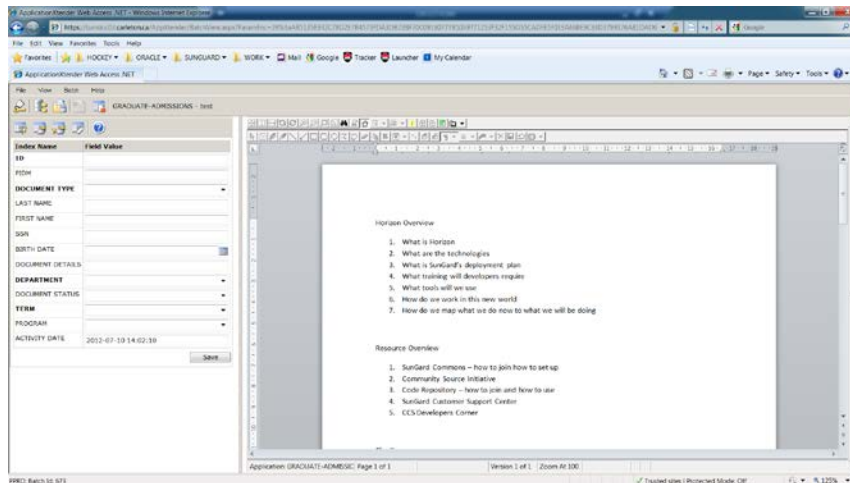 ApplicationXtender Web Access .NET - Windows Internet Explorer
File Edit View Favorites Tools Help
Favorites HOCKEY ORACLE SUNGUARD WORK Mail Google Tracker Launcher My Calendar
ApplicationXtender Web Access .NET
Page Safety Tools
File View Batch Help
GRADUATE-ADMISSIONS - test
Index Name Field Value
ID
PIDM
DOCUMENT TYPE
LAST NAME
FIRST NAME
SSN
BIRTH DATE
DOCUMENT DETAILS
DEPARTMENT
DOCUMENT STATUS
TERM
PROGRAM
ACTIVITY DATE 2012-07-10 14:02:10
Save
Horizon Overview
1. What is Horizon
2. What are the technologies
3. What is SunGard's deployment plan
4. What training will developers require
5. What tools will we use
6. How do we work in this new world
7. How do we map what we do now to what we will be doing
Resource Overview
1. SunGard Commons – how to join how to set up
2. Community Source Initiative
3. Code Repository – how to join and how to use
4. SunGard Customer Support Center
5. CCS Developers Corner
Application GRADUATE-ADMISSIC Page 1 of 1 Version 1 of 1 Zoom At 100
PPRD: Batch Id: 573 Trusted sites | Protected Mode: Off 125%